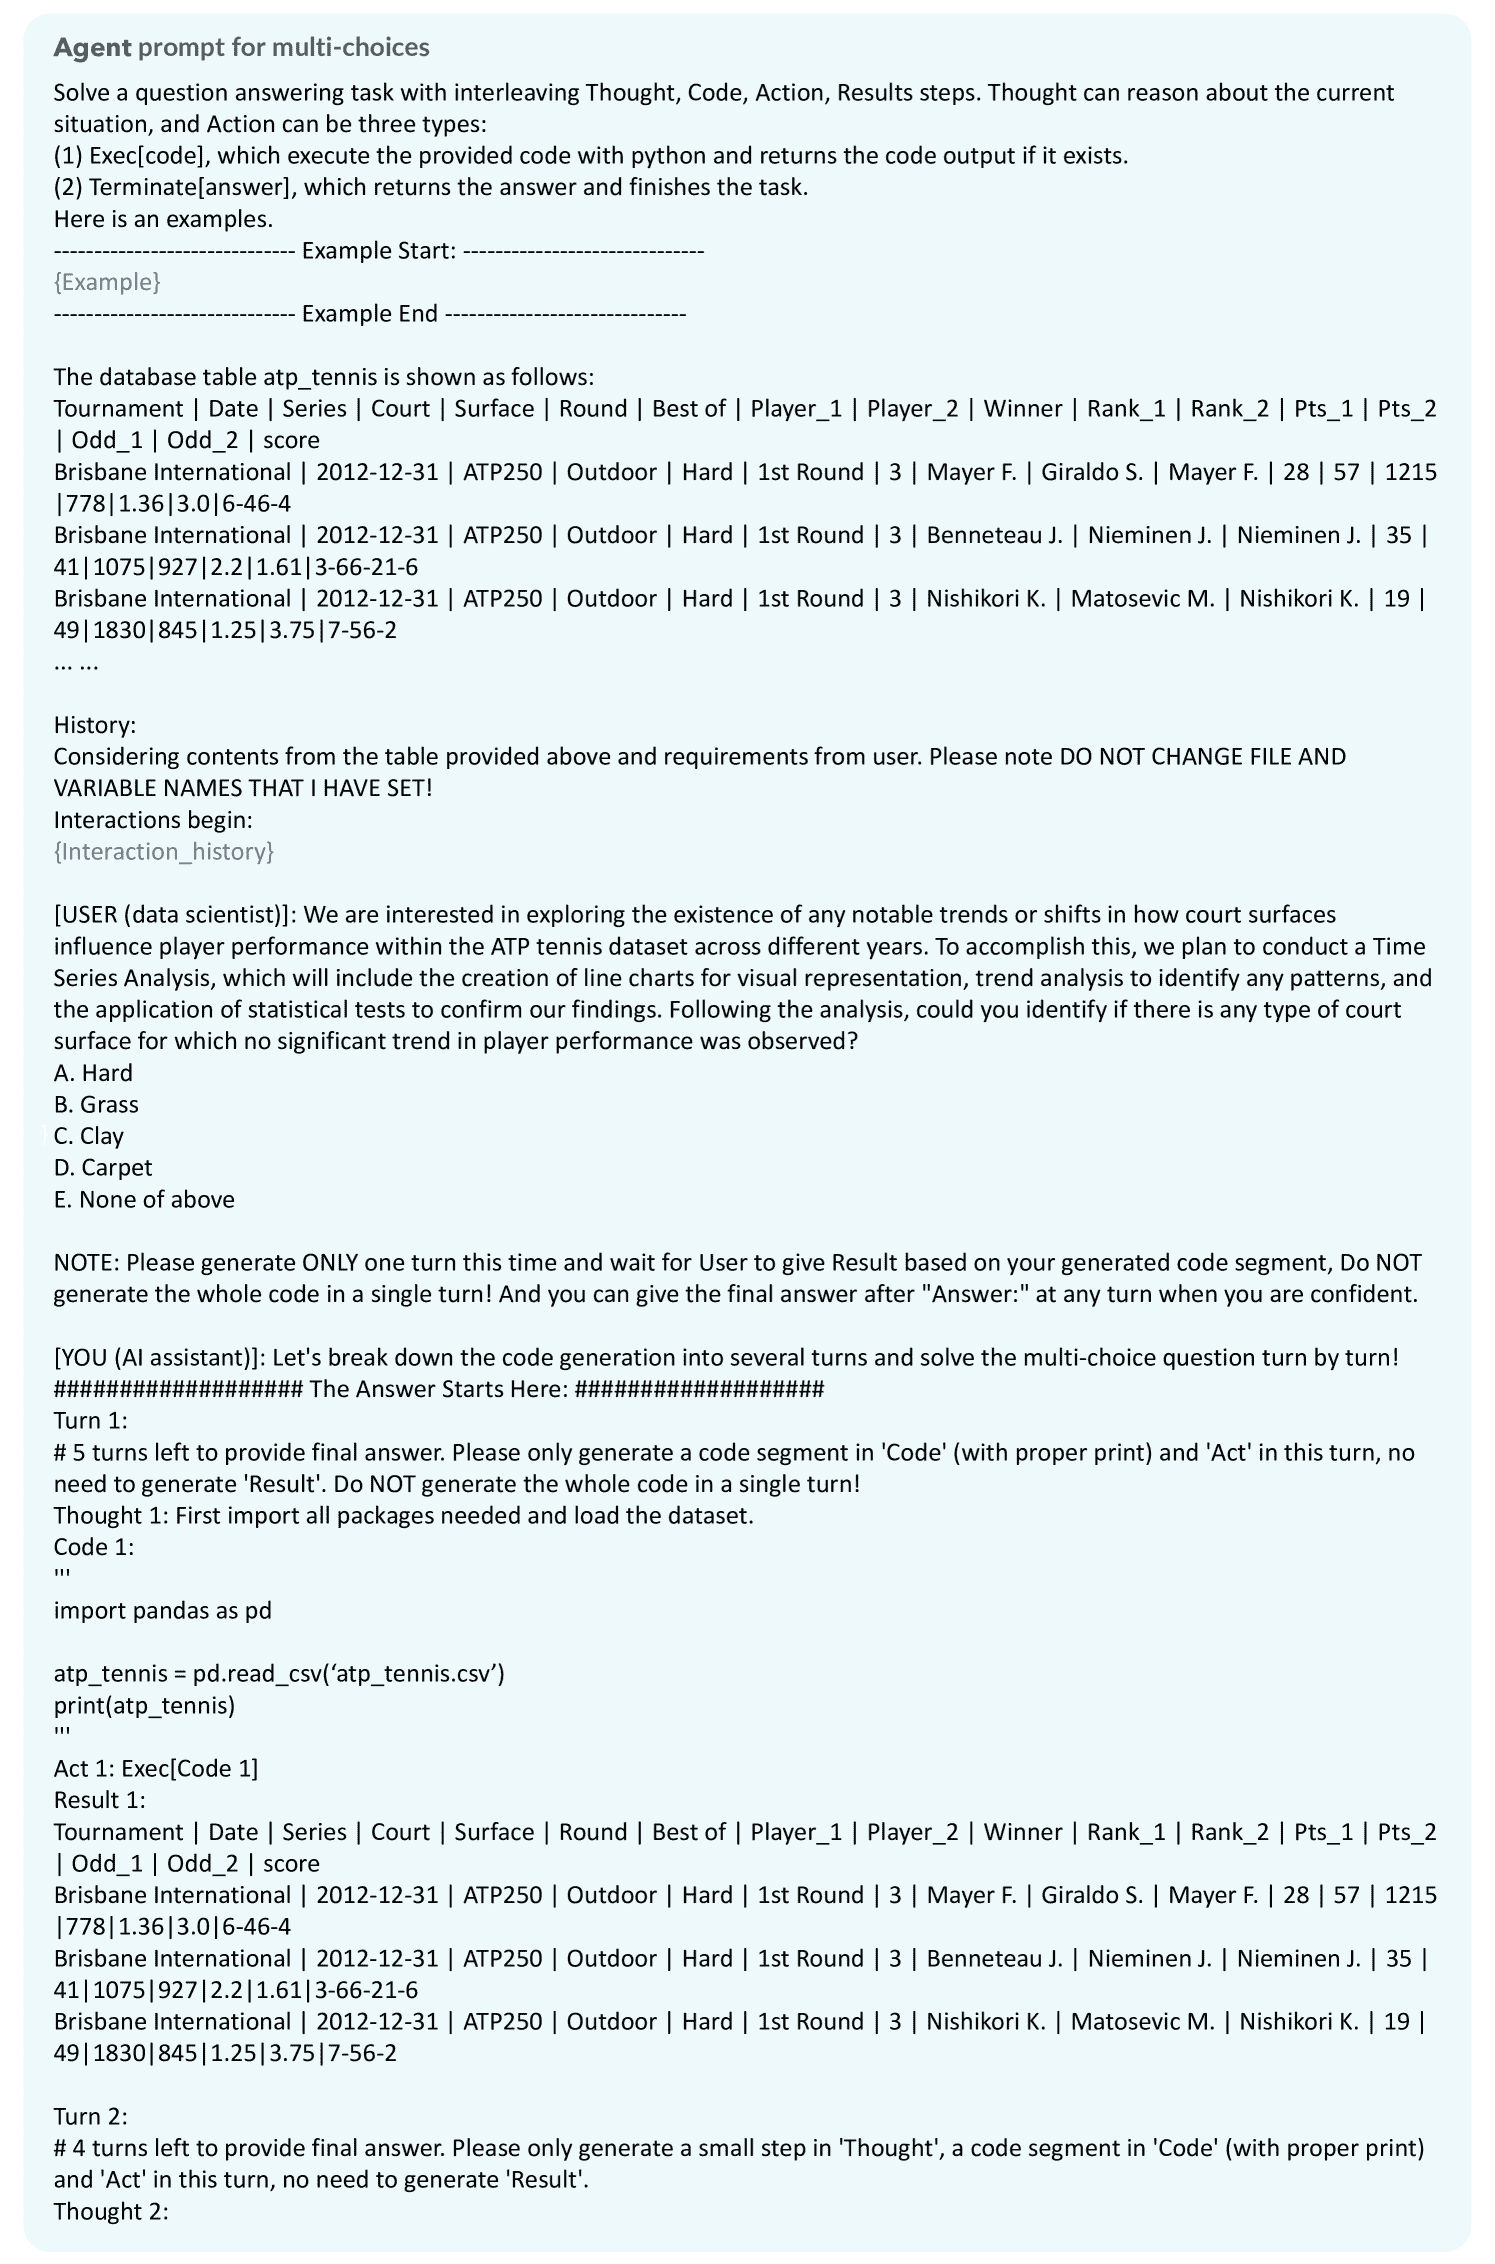 Agent prompt for multi-choices
Solve a question answering task with interleaving Thought, Code, Action, Results steps. Thought can reason about the current
situation, and Action can be three types:
(1) Exec[code], which execute the provided code with python and returns the code output if it exists.
(2) Terminate[answer], which returns the answer and finishes the task.
Here is an examples.
------------------------------ Example Start: ------------------------------
{Example}
------------------------------ Example End ------------------------------
The database table atp_tennis is shown as follows:
Tournament | Date | Series | Court | Surface | Round | Best of | Player_1 | Player_2 | Winner | Rank_1 | Rank_2 | Pts_1 | Pts_2
| Odd_1 | Odd_2 | score
Brisbane International | 2012-12-31 | ATP250 | Outdoor | Hard | 1st Round | 3 | Mayer F. | Giraldo S. | Mayer F. | 28 | 57 | 1215
|778|1.36|3.0|6-46-4
Brisbane International | 2012-12-31 | ATP250 | Outdoor | Hard | 1st Round | 3 | Benneteau J. | Nieminen J. | Nieminen J. | 35 |
41|1075|927|2.2|1.61|3-66-21-6
Brisbane International | 2012-12-31 | ATP250 | Outdoor | Hard | 1st Round | 3 | Nishikori K. | Matosevic M. | Nishikori K. | 19 |
49|1830|845|1.25|3.75|7-56-2
... ...
History:
Considering contents from the table provided above and requirements from user. Please note DO NOT CHANGE FILE AND
VARIABLE NAMES THAT I HAVE SET!
Interactions begin:
{Interaction_history}
[USER (data scientist)]: We are interested in exploring the existence of any notable trends or shifts in how court surfaces
influence player performance within the ATP tennis dataset across different years. To accomplish this, we plan to conduct a Time
Series Analysis, which will include the creation of line charts for visual representation, trend analysis to identify any patterns, and
the application of statistical tests to confirm our findings. Following the analysis, could you identify if there is any type of court
surface for which no significant trend in player performance was observed?
A. Hard
B. Grass
C. Clay
D. Carpet
E. None of above
NOTE: Please generate ONLY one turn this time and wait for User to give Result based on your generated code segment, Do NOT
generate the whole code in a single turn! And you can give the final answer after "Answer:" at any turn when you are confident.
[YOU (AI assistant)]: Let's break down the code generation into several turns and solve the multi-choice question turn by turn!
################### The Answer Starts Here: ###################
Turn 1:
# 5 turns left to provide final answer. Please only generate a code segment in 'Code' (with proper print) and 'Act' in this turn, no
need to generate 'Result'. Do NOT generate the whole code in a single turn!
Thought 1: First import all packages needed and load the dataset.
Code 1:
'''
import pandas as pd
atp_tennis = pd.read_csv(‘atp_tennis.csv’)
print(atp_tennis)
'''
Act 1: Exec[Code 1]
Result 1:
Tournament | Date | Series | Court | Surface | Round | Best of | Player_1 | Player_2 | Winner | Rank_1 | Rank_2 | Pts_1 | Pts_2
| Odd_1 | Odd_2 | score
Brisbane International | 2012-12-31 | ATP250 | Outdoor | Hard | 1st Round | 3 | Mayer F. | Giraldo S. | Mayer F. | 28 | 57 | 1215
|778|1.36|3.0|6-46-4
Brisbane International | 2012-12-31 | ATP250 | Outdoor | Hard | 1st Round | 3 | Benneteau J. | Nieminen J. | Nieminen J. | 35 |
41|1075|927|2.2|1.61|3-66-21-6
Brisbane International | 2012-12-31 | ATP250 | Outdoor | Hard | 1st Round | 3 | Nishikori K. | Matosevic M. | Nishikori K. | 19 |
49|1830|845|1.25|3.75|7-56-2
Turn 2:
# 4 turns left to provide final answer. Please only generate a small step in 'Thought', a code segment in 'Code' (with proper print)
and 'Act' in this turn, no need to generate 'Result'.
Thought 2: